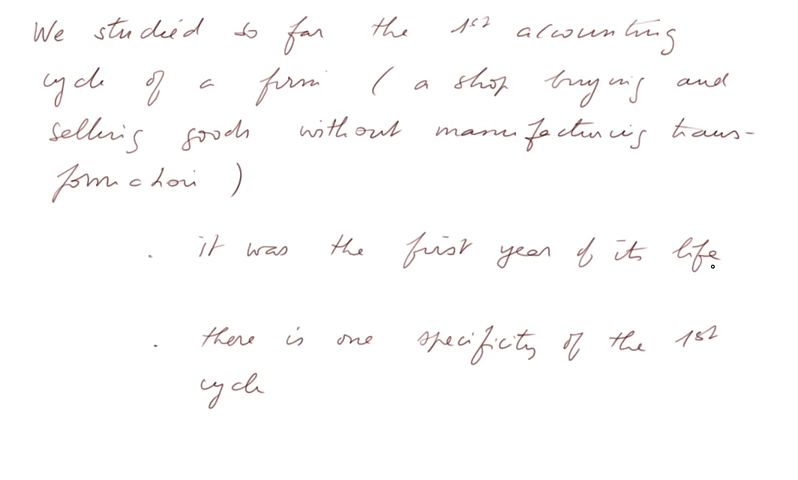 We studied so far the 1st accounting
cycle of a firm ( a shop buying and
selling goods without manufacturing trans-
formation )
. it was the first year of its life
. there is one specificity of the 1st
cycle